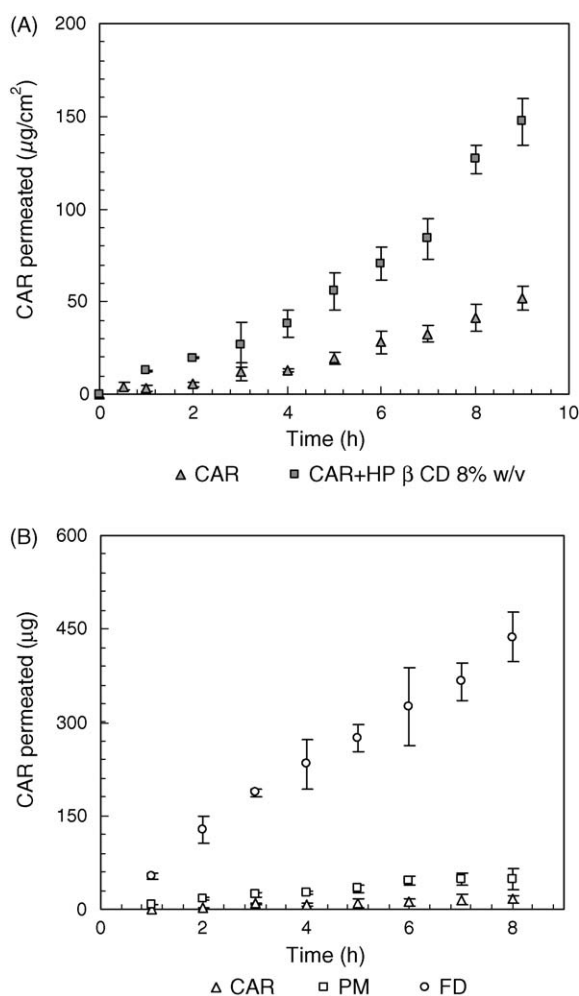 (A)
200
150
100
50
0
CAR permeated (µg/cm²)
0 2 4 6 8 10
Time (h)
CAR CAR+HP β CD 8% w/v
(B)
600
450
300
150
0
CAR permeated (µg)
0 2 4 6 8
Time (h)
CAR PM FD